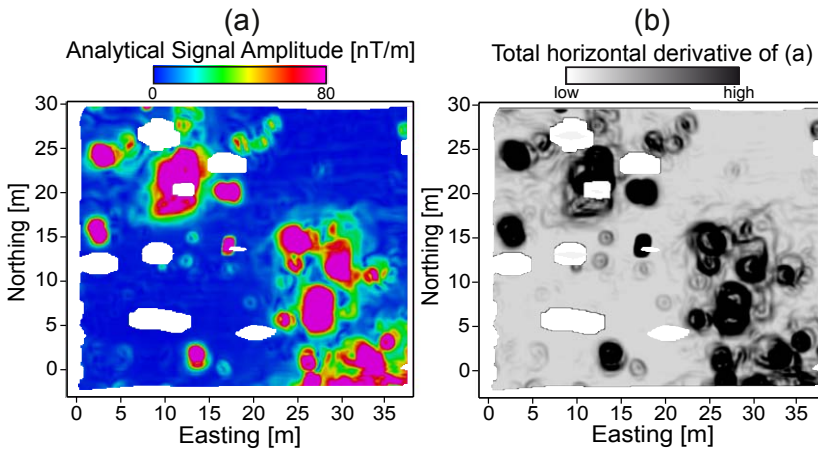 (a)
Analytical Signal Amplitude [nT/m]
0 80
30
25
20
15
10
5
0
Northing [m]
0 5 10 15 20 25 30 35
Easting [m]
(b)
Total horizontal derivative of (a)
low high
30
25
20
15
10
5
0
Northing [m]
0 5 10 15 20 25 30 35
Easting [m]